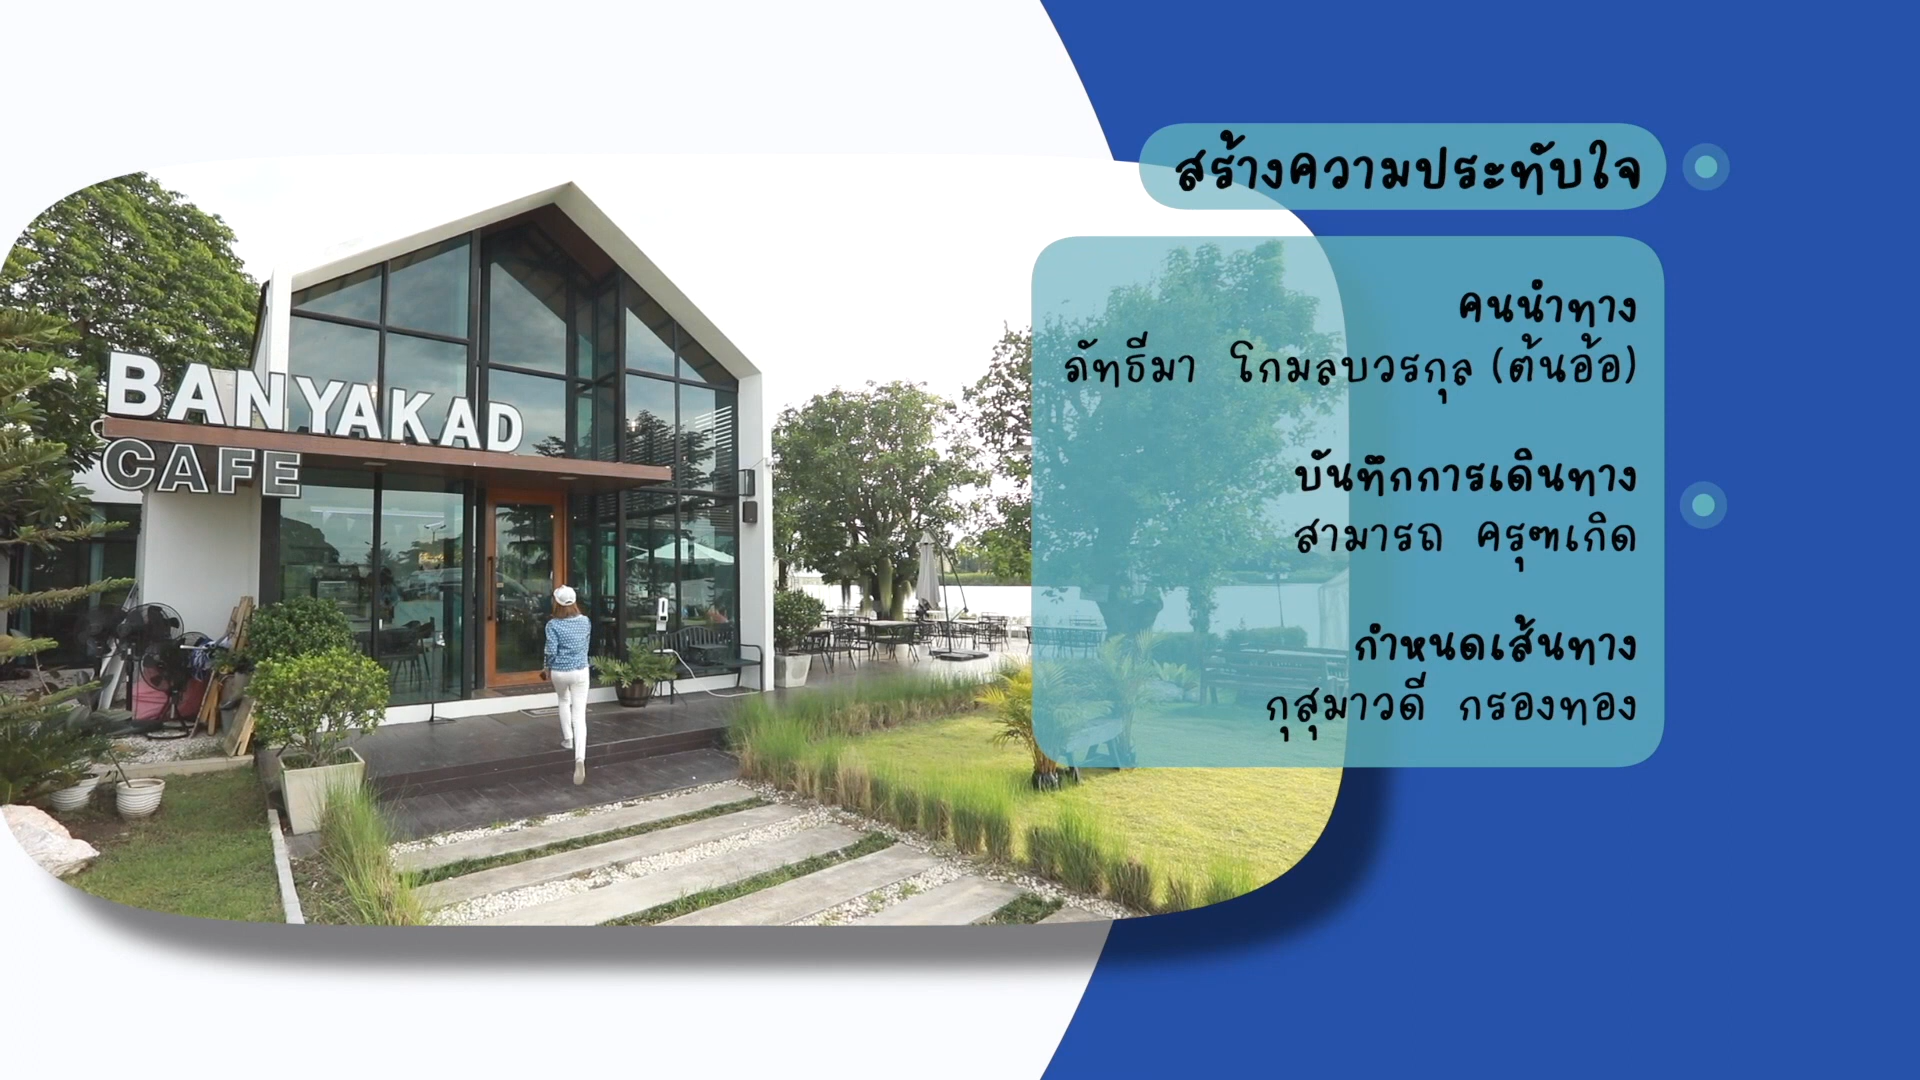 BANYAKAD
CAFE
สร้างความประทับใจ
คนนำทาง
ภัทธีมา โกมลบวรกุล (ต้นอ้อ)
บันทึกการเดินทาง
สามารถ ครุฑเกิด
กำหนดเส้นทาง
กุสุมาวดี กรองทอง